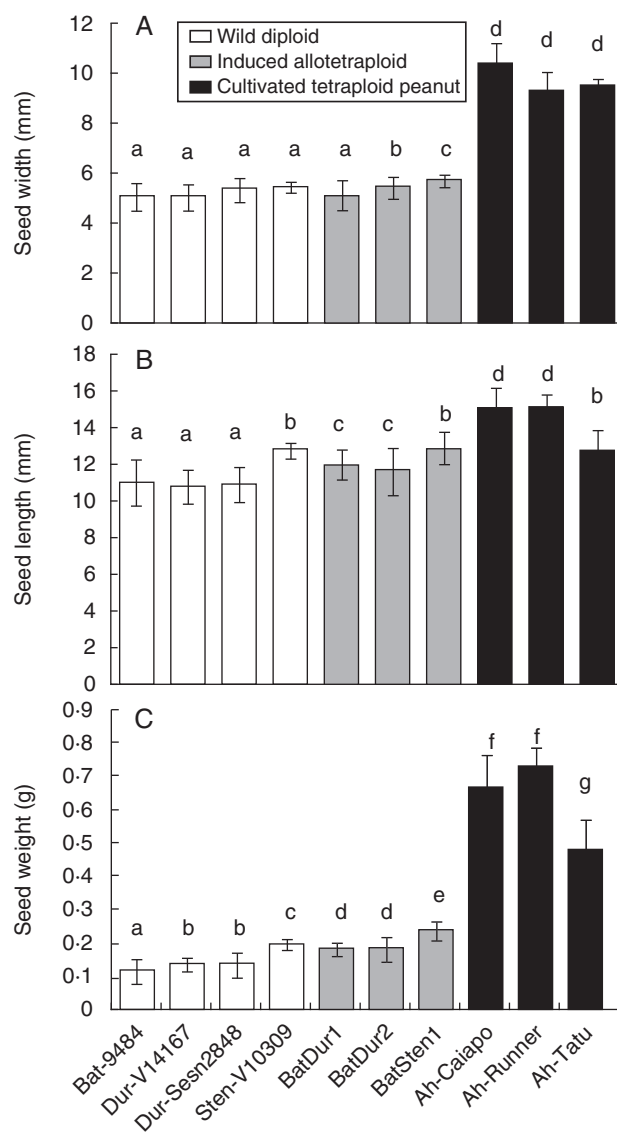 A
Wild diploid
Induced allotetraploid
Cultivated tetraploid peanut
Seed width (mm)
12
10
8
6
4
2
0
a a a a a b c d d d
B
Seed length (mm)
18
16
14
12
10
8
6
4
2
0
a a a b c c b d d b
C
Seed weight (g)
0·9
0·8
0·7
0·6
0·5
0·4
0·3
0·2
0·1
0
a b b c d d e f f g
Bat-9484
Dur-V14167
Dur-Sesn2848
Sten-V10309
BatDur1
BatDur2
BatSten1
Ah-Caiapo
Ah-Runner
Ah-Tatu